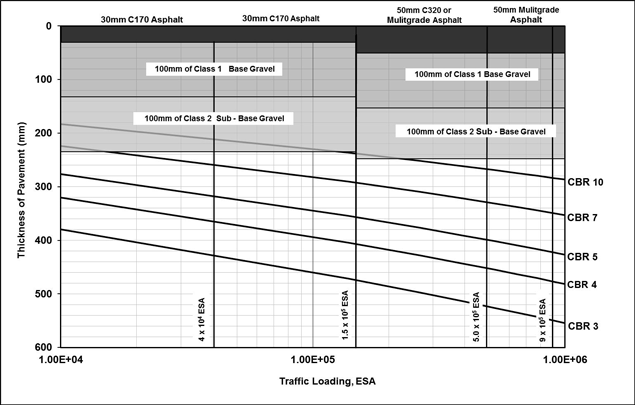 30mm C170 Asphalt
30mm C170 Asphalt
50mm C320 or
Mulitgrade Asphalt
50mm Mulitgrade
Asphalt
0
100
200
300
400
500
600
Thickness of Pavement (mm)
100mm of Class 1 Base Gravel
100mm of Class 2 Sub - Base Gravel
100mm of Class 1 Base Gravel
100mm of Class 2 Sub - Base Gravel
CBR 10
CBR 7
CBR 5
CBR 4
CBR 3
4 x 10⁴ ESA
1.5 x 10⁵ ESA
5.0 x 10⁵ ESA
9 x 10⁵ ESA
1.00E+04
1.00E+05
1.00E+06
Traffic Loading, ESA